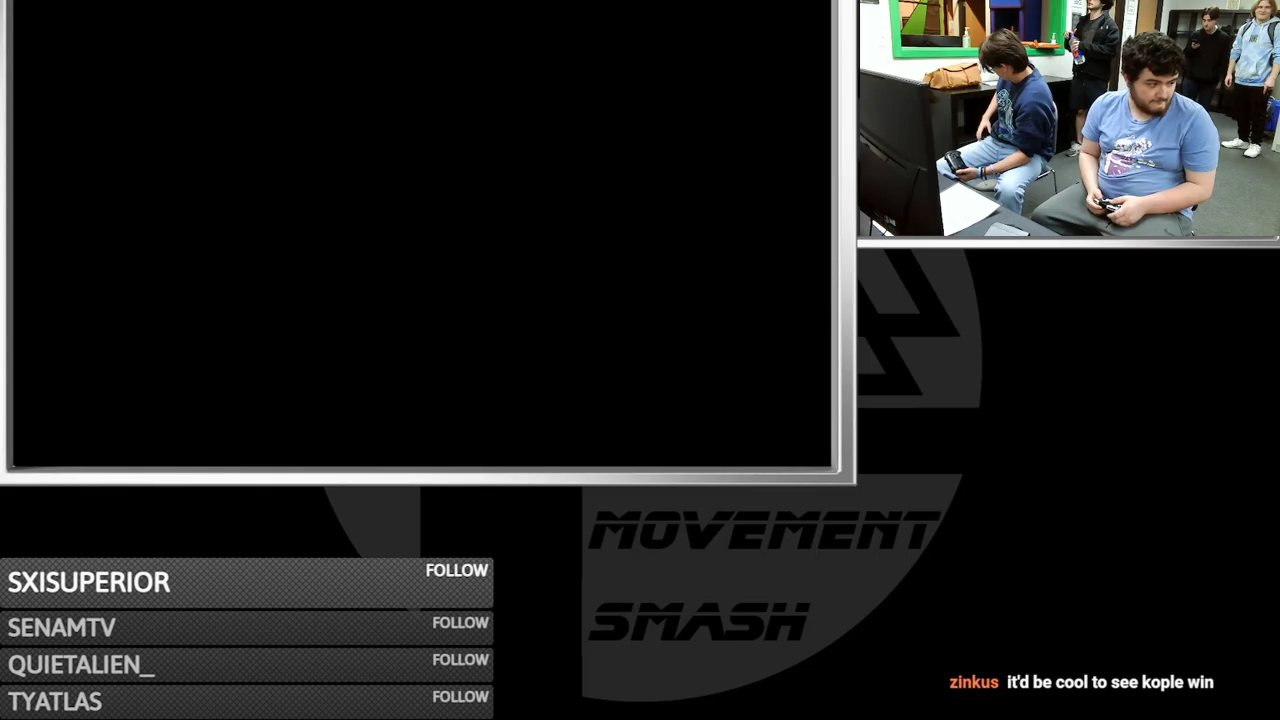 MOVEMENT
SMASH
SXISUPERIOR FOLLOW
SENAMTV FOLLOW
QUIETALIEN_ FOLLOW
TYATLAS FOLLOW
zinkus it'd be cool to see kople win